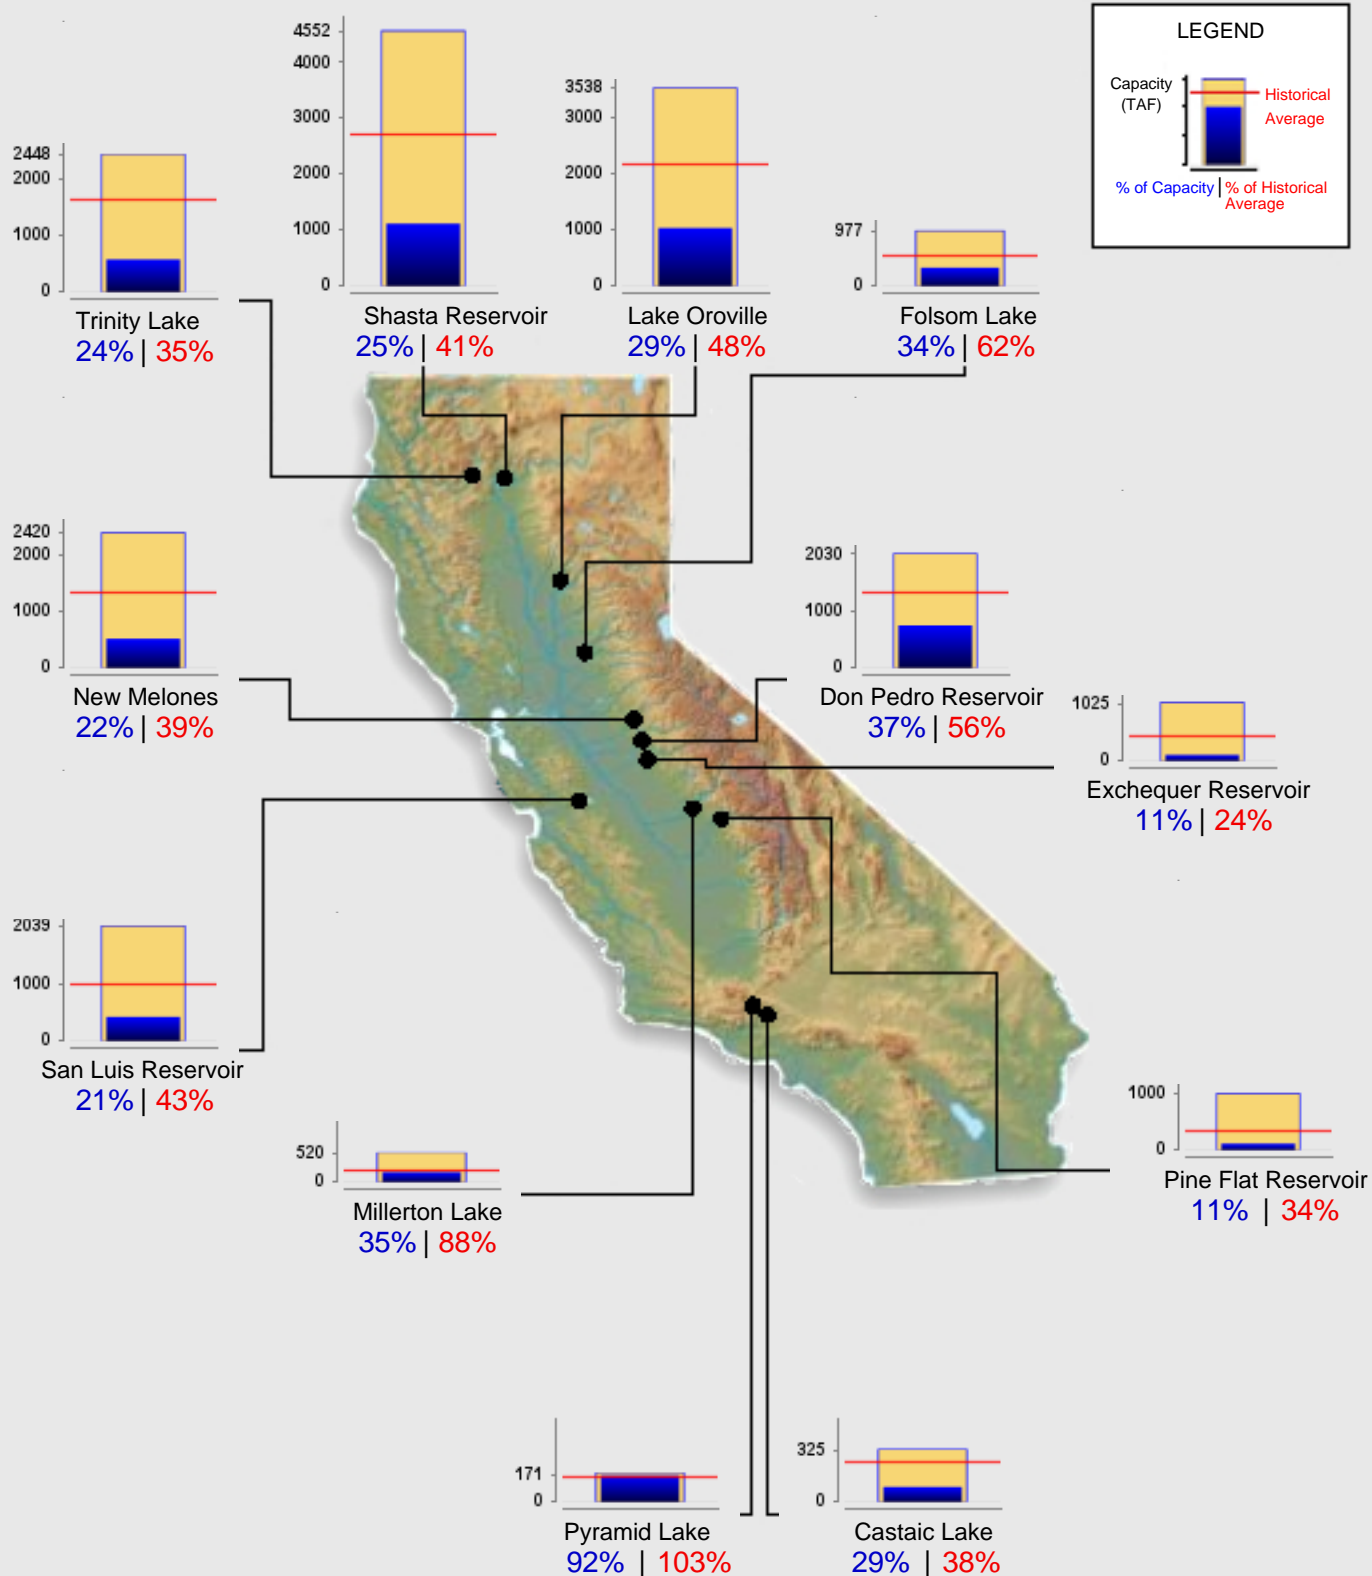 LEGEND
Capacity
(TAF)
Historical
Average
% of Capacity | % of Historical
Average
4552
4000
3000
2000
1000
0
Shasta Reservoir
25% | 41%
3538
3000
2000
1000
0
Lake Oroville
29% | 48%
2448
2000
1000
0
Trinity Lake
24% | 35%
977
0
Folsom Lake
34% | 62%
2420
2000
1000
0
New Melones
22% | 39%
2030
1000
0
Don Pedro Reservoir
37% | 56%
1025
0
Exchequer Reservoir
11% | 24%
2039
1000
0
San Luis Reservoir
21% | 43%
520
0
Millerton Lake
35% | 88%
1000
0
Pine Flat Reservoir
11% | 34%
171
0
Pyramid Lake
92% | 103%
325
0
Castaic Lake
29% | 38%